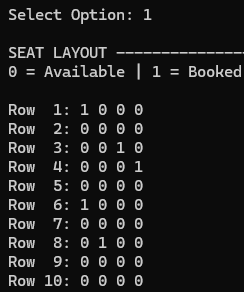 Select Option: 1
SEAT LAYOUT ---------------
0 = Available | 1 = Booked
Row  1: 1 0 0 0
Row  2: 0 0 0 0
Row  3: 0 0 1 0
Row  4: 0 0 0 1
Row  5: 0 0 0 0
Row  6: 1 0 0 0
Row  7: 0 0 0 0
Row  8: 0 1 0 0
Row  9: 0 0 0 0
Row 10: 0 0 0 0